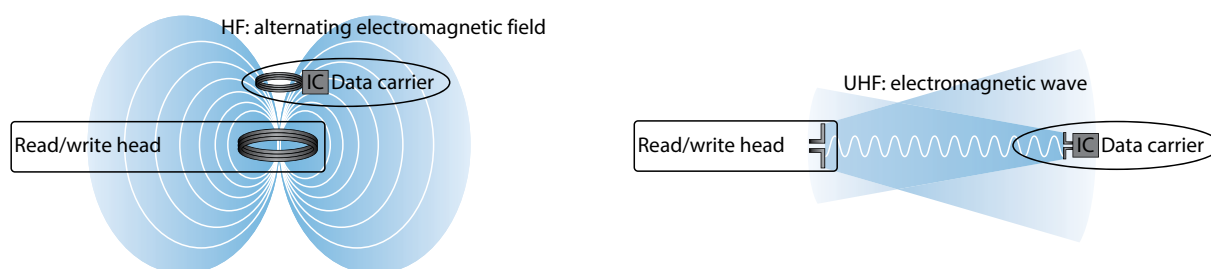 HF: alternating electromagnetic field
IC Data carrier
Read/write head
UHF: electromagnetic wave
Read/write head
IC Data carrier